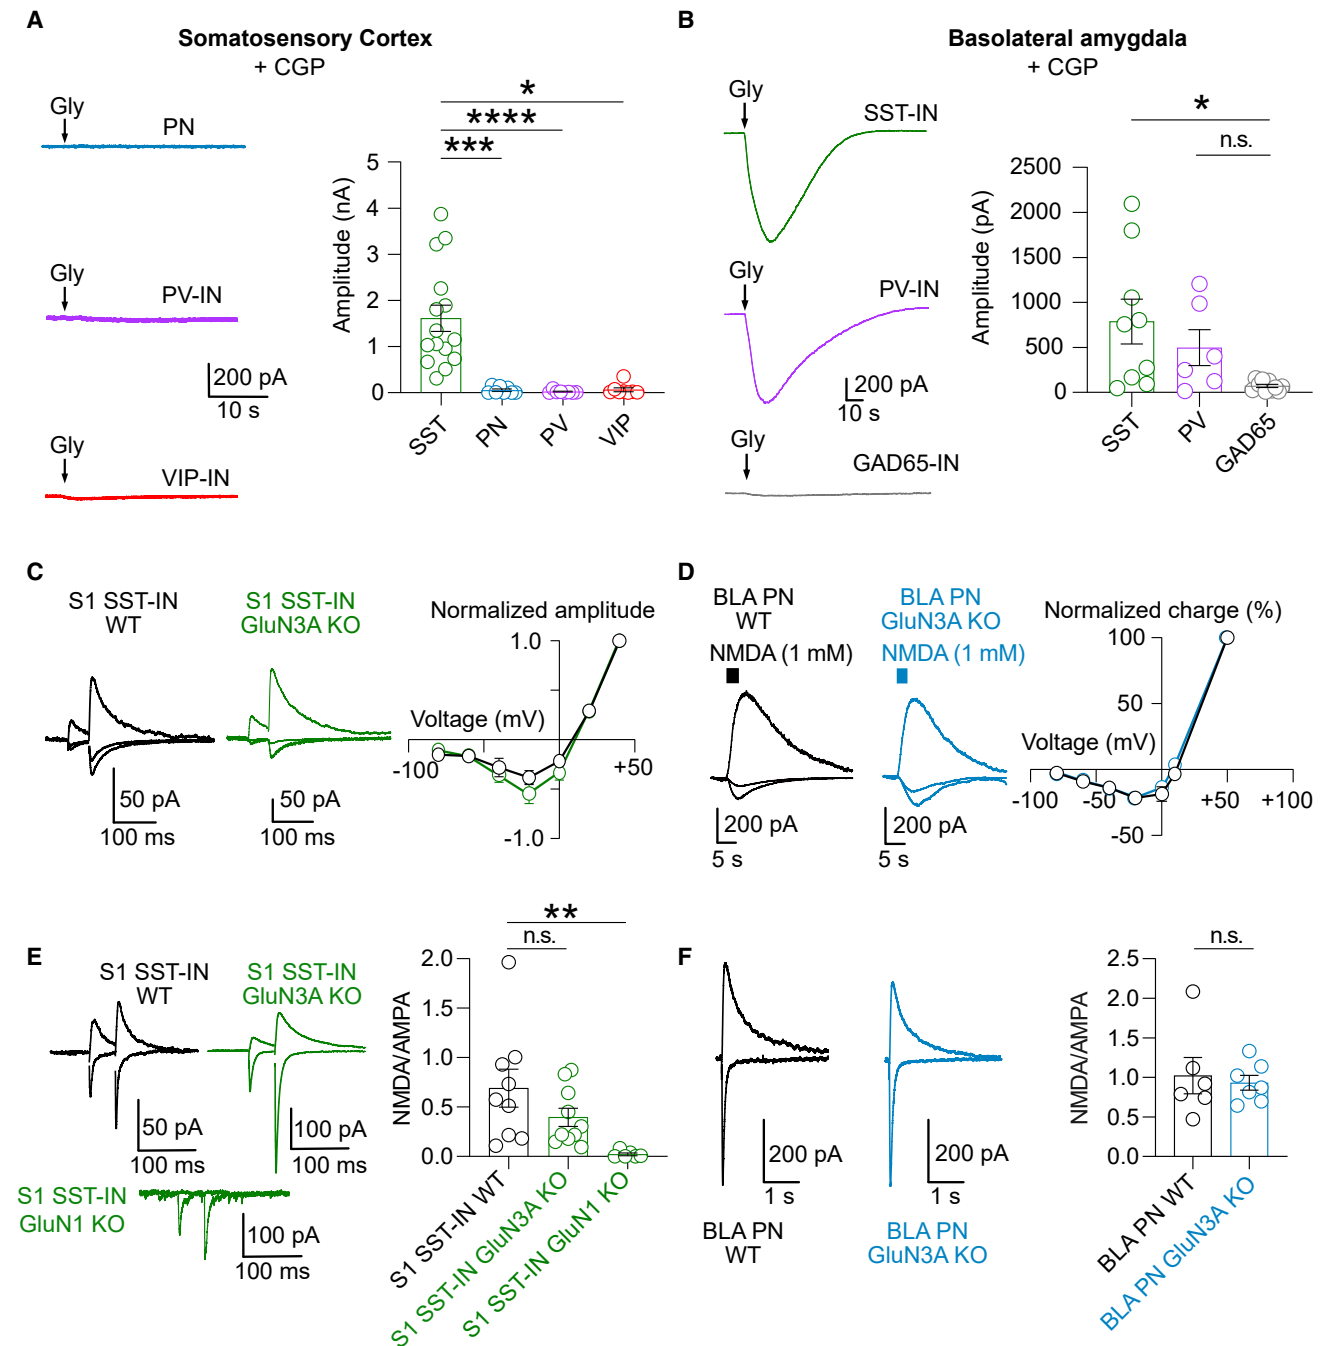 A
Somatosensory Cortex
+ CGP
Gly
PN
Gly
PV-IN
200 pA
10 s
Gly
VIP-IN
*
****
***
Amplitude (nA)
5
4
3
2
1
0
SST
PN
PV
VIP
B
Basolateral amygdala
+ CGP
Gly
SST-IN
Gly
PV-IN
200 pA
10 s
Gly
GAD65-IN
*
n.s.
Amplitude (pA)
2500
2000
1500
1000
500
0
SST
PV
GAD65
C
S1 SST-IN
WT
S1 SST-IN
GluN3A KO
50 pA
100 ms
50 pA
100 ms
Normalized amplitude
1.0
Voltage (mV)
-100
+50
-1.0
D
BLA PN
WT
NMDA (1 mM)
BLA PN
GluN3A KO
NMDA (1 mM)
200 pA
5 s
200 pA
5 s
Normalized charge (%)
100
50
Voltage (mV)
-100
-50
+50
+100
-50
E
S1 SST-IN
WT
S1 SST-IN
GluN3A KO
50 pA
100 ms
100 pA
100 ms
S1 SST-IN
GluN1 KO
100 pA
100 ms
**
n.s.
NMDA/AMPA
2.0
1.5
1.0
0.5
0.0
S1 SST-IN WT
S1 SST-IN GluN3A KO
S1 SST-IN GluN1 KO
F
200 pA
1 s
BLA PN
WT
200 pA
1 s
BLA PN
GluN3A KO
n.s.
NMDA/AMPA
2.5
2.0
1.5
1.0
0.5
0.0
BLA PN WT
BLA PN GluN3A KO